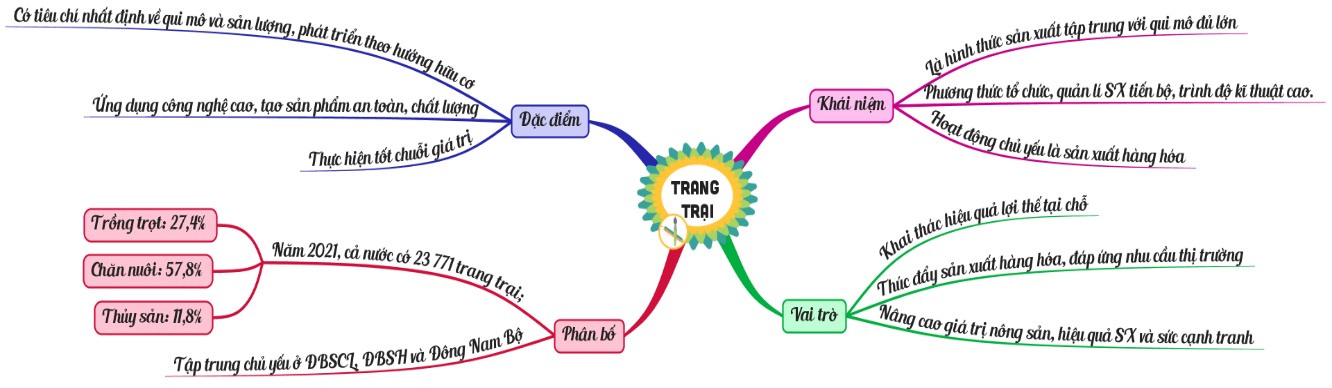 TRANG
TRẠI
Khái niệm
Là hình thức sản xuất tập trung với qui mô đủ lớn
Phương thức tổ chức, quản lí SX tiến bộ, trình độ kĩ thuật cao.
Hoạt động chủ yếu là sản xuất hàng hóa
Vai trò
Khai thác hiệu quả lợi thế tại chỗ
Thúc đẩy sản xuất hàng hóa, đáp ứng nhu cầu thị trường
Nâng cao giá trị nông sản, hiệu quả SX và sức cạnh tranh
Đặc điểm
Có tiêu chí nhất định về qui mô và sản lượng, phát triển theo hướng hữu cơ
Ứng dụng công nghệ cao, tạo sản phẩm an toàn, chất lượng
Thực hiện tốt chuỗi giá trị
Phân bố
Năm 2021, cả nước có 23 771 trang trại;
Trồng trọt: 27,4%
Chăn nuôi: 57,8%
Thủy sản: 11,8%
Tập trung chủ yếu ở ĐBSCL, ĐBSH và Đông Nam Bộ